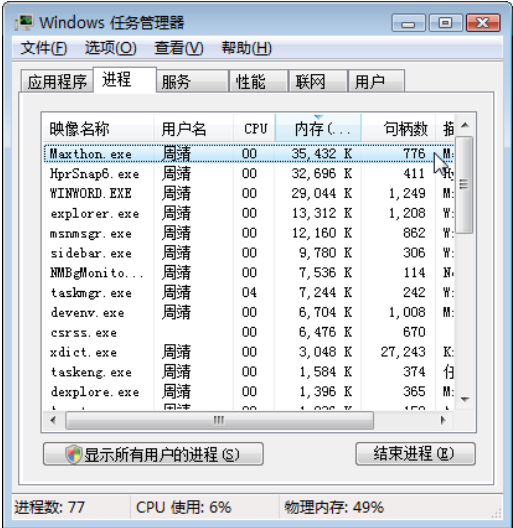 Windows 任务管理器
文件(F) 选项(O) 查看(V) 帮助(H)
应用程序 进程 服务 性能 联网 用户
映像名称 用户名 CPU 内存(... 句柄数 描
Maxthon.exe 周靖 00 35,432 K 776 M
HprSnap6.exe 周靖 00 32,696 K 411 Hy
WINWORD.EXE 周靖 00 29,044 K 1,249 M
explorer.exe 周靖 00 13,312 K 1,208 W
msnmsgr.exe 周靖 00 12,160 K 862 W
sidebar.exe 周靖 00 9,780 K 306 W
NMBgMonito... 周靖 00 7,536 K 114 N
taskmgr.exe 周靖 04 7,244 K 242 W
devenv.exe 周靖 00 6,704 K 1,008 M
csrss.exe 00 6,476 K 670
xdict.exe 周靖 00 3,048 K 27,243 K
taskeng.exe 周靖 00 1,584 K 374 任
dexplore.exe 周靖 00 1,396 K 365 M
显示所有用户的进程(S) 结束进程(E)
进程数: 77 CPU 使用: 6% 物理内存: 49%